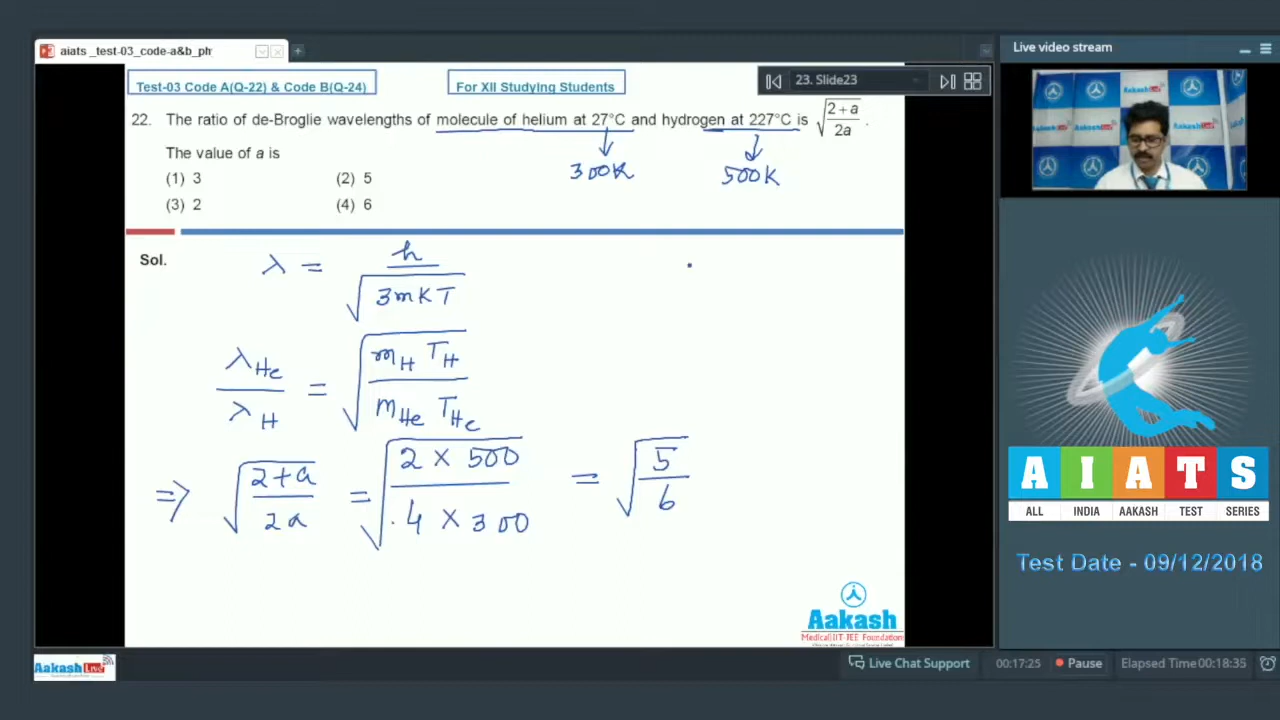 aiats _test-03_code-a&b_ph
Live video stream
Test-03 Code A(Q-22) & Code B(Q-24)
For XII Studying Students
23. Slide23
22. The ratio of de-Broglie wavelengths of molecule of helium at 27°C and hydrogen at 227°C is √((2 + a)/2a) .
300K 500K
The value of a is
(1) 3 (2) 5
(3) 2 (4) 6
Sol.
λ = h/√(3mKT)
λHe/λH = √(mH TH / mHe THe)
⇒ √((2+a)/2a) = √((2 × 500)/(4 × 300)) = √(5/6)
A I A T S
ALL INDIA AAKASH TEST SERIES
Test Date - 09/12/2018
Aakash
Medical|IIT-JEE|Foundations
Aakash Live
Live Chat Support
00:17:25
Pause
Elapsed Time 00:18:35